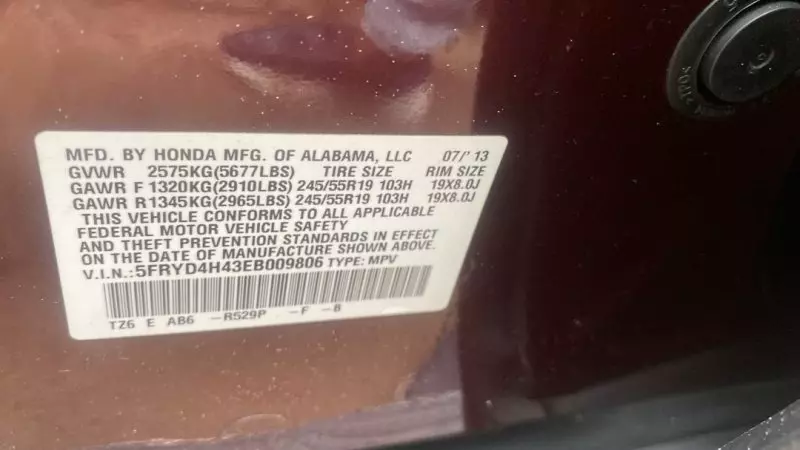 MFD. BY HONDA MFG. OF ALABAMA, LLC 07/'13
GVWR 2575KG(5677LBS) TIRE SIZE RIM SIZE
GAWR F 1320KG(2910LBS) 245/55R19 103H 19X8.0J
GAWR R 1345KG(2965LBS) 245/55R19 103H 19X8.0J
THIS VEHICLE CONFORMS TO ALL APPLICABLE
FEDERAL MOTOR VEHICLE SAFETY
AND THEFT PREVENTION STANDARDS IN EFFECT
ON THE DATE OF MANUFACTURE SHOWN ABOVE.
V.I.N.:5FRYD4H43EB009806 TYPE: MPV
TZ6 E AB6 -R529P -F -B